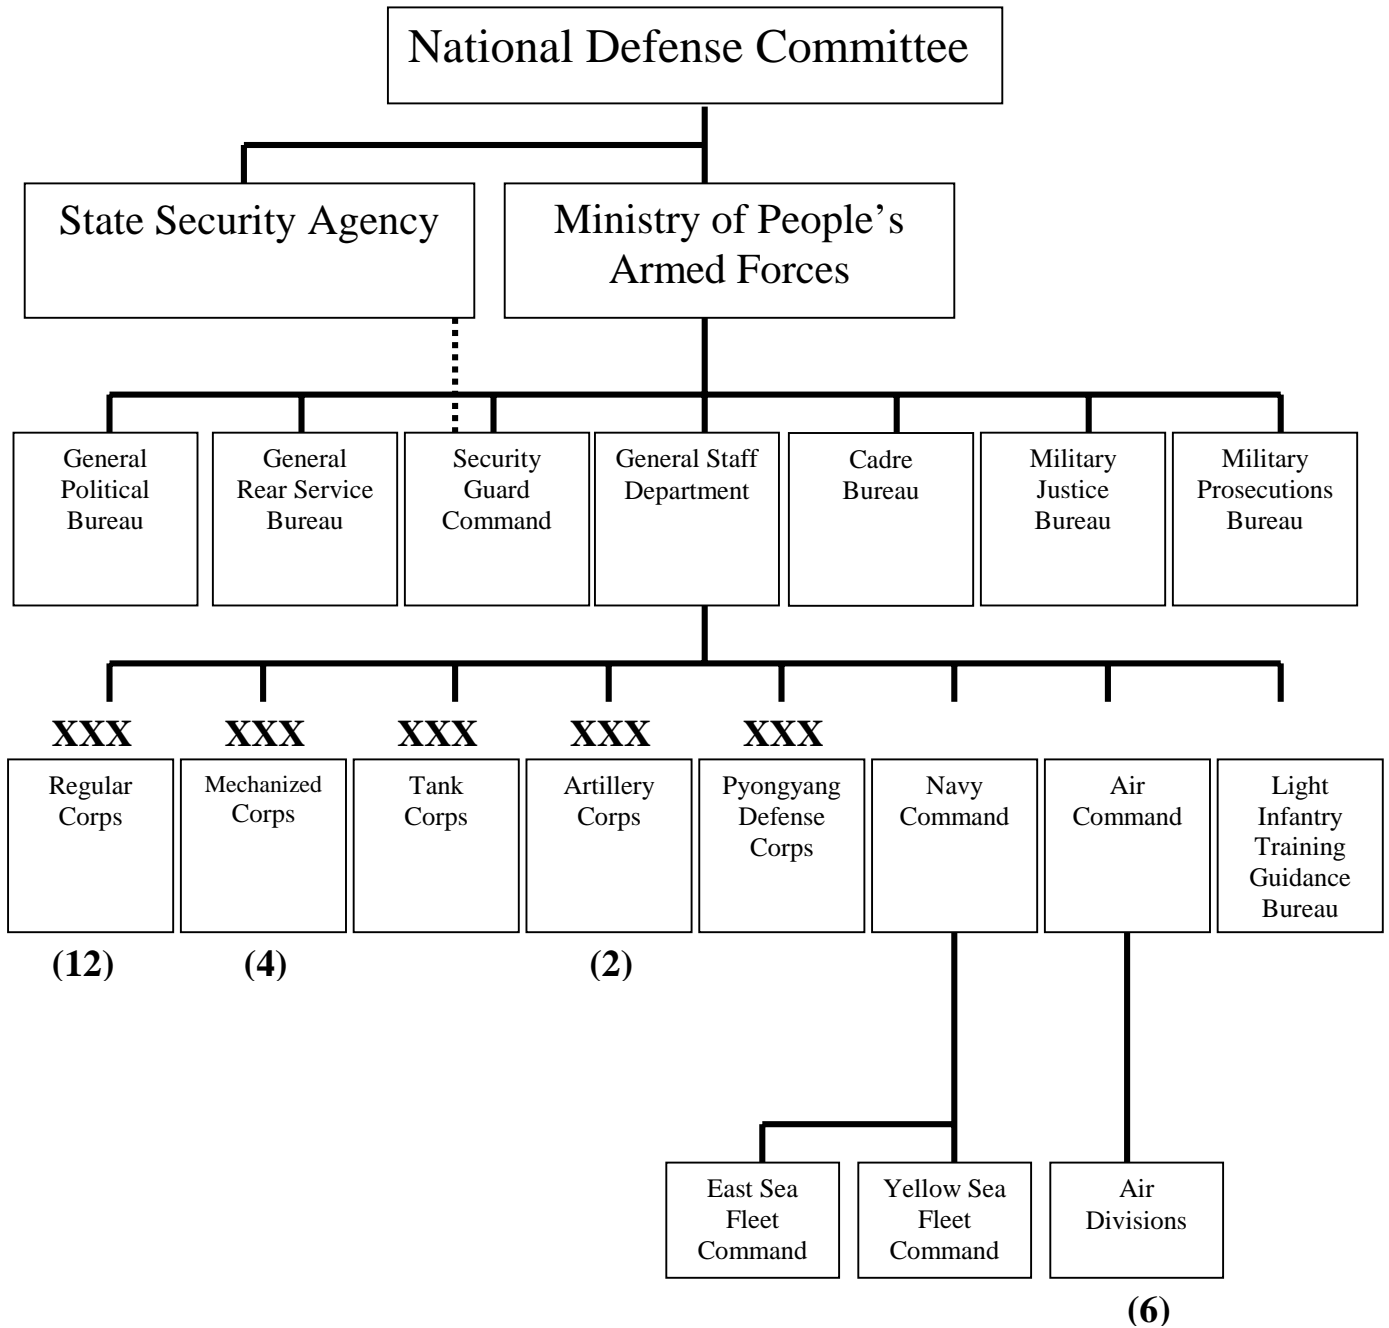 National Defense Committee
State Security Agency
Ministry of People’s
Armed Forces
General
Political
Bureau
General
Rear Service
Bureau
Security
Guard
Command
General Staff
Department
Cadre
Bureau
Military
Justice
Bureau
Military
Prosecutions
Bureau
XXX
XXX
XXX
XXX
XXX
Regular
Corps
Mechanized
Corps
Tank
Corps
Artillery
Corps
Pyongyang
Defense
Corps
Navy
Command
Air
Command
Light
Infantry
Training
Guidance
Bureau
(12)
(4)
(2)
East Sea
Fleet
Command
Yellow Sea
Fleet
Command
Air
Divisions
(6)